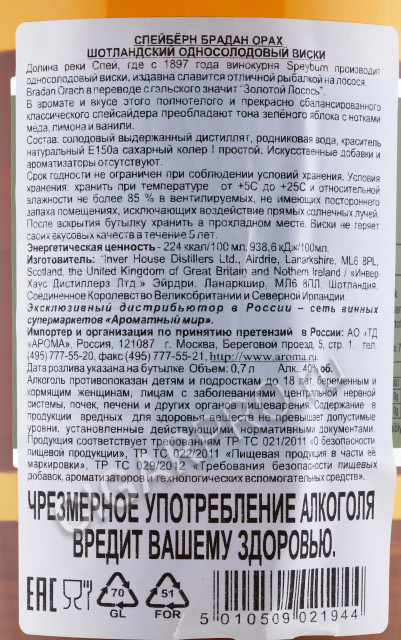 СПЕЙБЁРН БРАДАН ОРАХ
ШОТЛАНДСКИЙ ОДНОСОЛОДОВЫЙ ВИСКИ
Долина реки Спей, где с 1897 года винокурня Speyburn производит
односолодовый виски, издавна славится отличной рыбалкой на лосося.
Bradan Orach в переводе с гэльского значит "Золотой Лосось".
В аромате и вкусе этого полнотелого и прекрасно сбалансированного
классического спейсайдера преобладают тона зелёного яблока с нотками
мёда, лимона и ванили.
Состав: солодовый выдержанный дистиллят, родниковая вода, краситель
натуральный Е150а сахарный колер I простой. Искусственные добавки и
ароматизаторы отсутствуют.
Срок годности не ограничен при соблюдении условий хранения. Условия
хранения: хранить при температуре от +5С до +25С и относительной
влажности не более 85 % в вентилируемых, не имеющих постороннего
запаха помещениях, исключающих воздействие прямых солнечных лучей.
После вскрытия бутылку хранить в прохладном месте. Виски не теряет
своих вкусовых качеств в течение 5 лет.
Энергетическая ценность - 224 ккал/100 мл, 938,6 кДж/100мл.
Изготовитель: "Inver House Distillers Ltd., Airdrie, Lanarkshire, ML6 8PL,
Scotland, the United Kingdom of Great Britain and Nothern Ireland / «Инвер
Хаус Дистиллерз Лтд.» Эйрдри, Ланаркшир, МЛ6 8ПЛ, Шотландия,
Соединенное Королевство Великобритании и Северной Ирландии.
Эксклюзивный дистрибьютор в России – сеть винных
супермаркетов «Ароматный мир».
Импортер и организация по принятию претензий в России: АО «ТД
«АРОМА», Россия, 121087 г. Москва, Береговой проезд 5, стр. 1 тел.
(495) 777-55-20, факс (495) 777-55-21, http://www.aroma.ru.
Дата розлива указана на бутылке Объем: 0,7 л Алк. 40% об.
Алкоголь противопоказан детям и подросткам до 18 лет, беременным и
кормящим женщинам, лицам с заболеваниями центральной нервной
системы, почек, печени и других органов пищеварения. Содержание в
продукции вредных для здоровья веществ не превышает допустимые
уровни, установленные действующими нормативными документами.
Продукция соответствует требованиям ТР ТС 021/2011 «О безопасности
пищевой продукции», ТР ТС 022/2011 «Пищевая продукция в части её
маркировки», ТР ТС 029/2012 «Требования безопасности пищевых
добавок, ароматизаторов и технологических вспомогательных средств».
ЧРЕЗМЕРНОЕ УПОТРЕБЛЕНИЕ АЛКОГОЛЯ
ВРЕДИТ ВАШЕМУ ЗДОРОВЬЮ.
EAC 70 GL 51 FOR
5 010509 021944